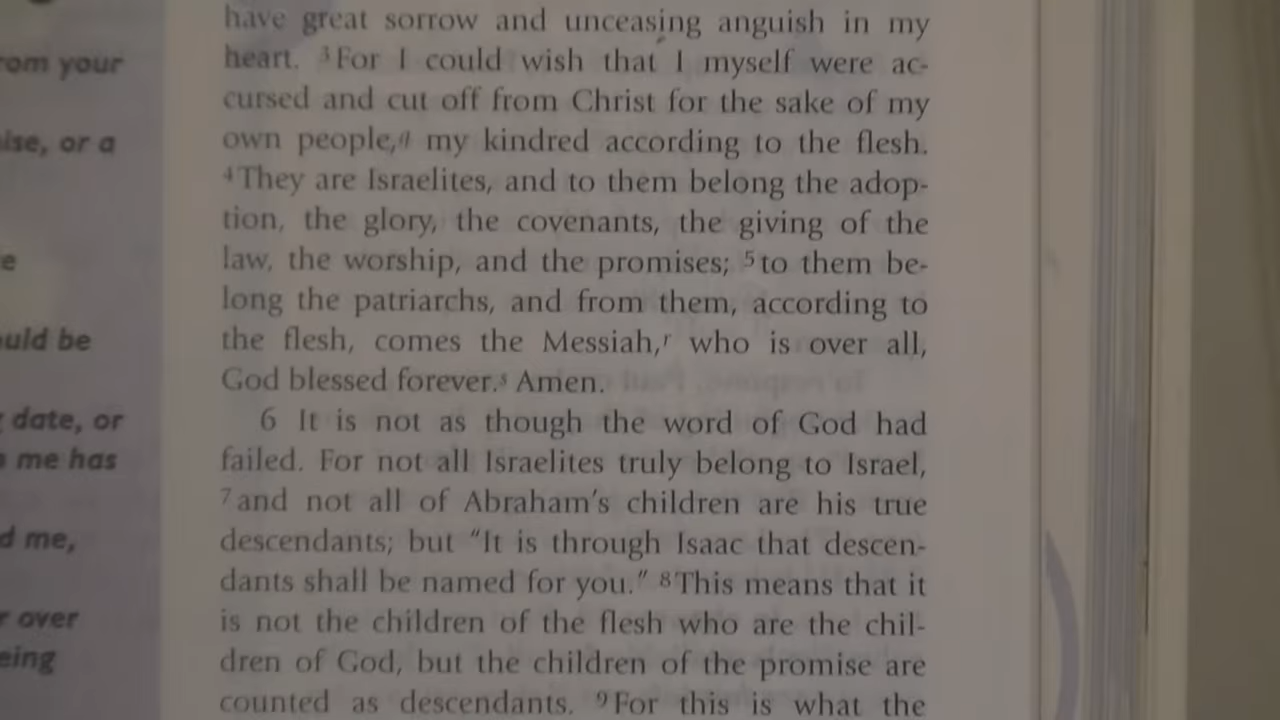 have great sorrow and unceasing anguish in my
heart. ³For I could wish that I myself were ac-
cursed and cut off from Christ for the sake of my
own people,q my kindred according to the flesh.
⁴They are Israelites, and to them belong the adop-
tion, the glory, the covenants, the giving of the
law, the worship, and the promises; ⁵to them be-
long the patriarchs, and from them, according to
the flesh, comes the Messiah,r who is over all,
God blessed forever.s Amen.
6 It is not as though the word of God had
failed. For not all Israelites truly belong to Israel,
⁷and not all of Abraham's children are his true
descendants; but "It is through Isaac that descen-
dants shall be named for you." ⁸This means that it
is not the children of the flesh who are the chil-
dren of God, but the children of the promise are
counted as descendants. ⁹For this is what the
your
or a
be
date, or
me has
me,
over